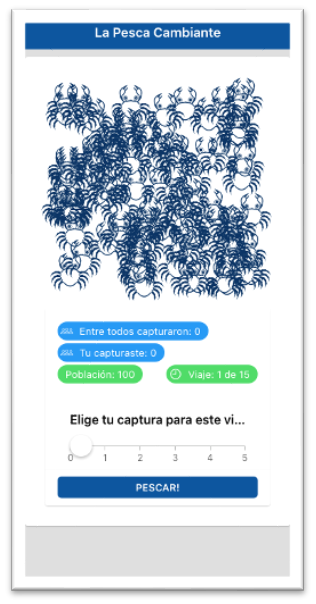 La Pesca Cambiante
Entre todos capturaron: 0
Tu capturaste: 0
Población: 100
Viaje: 1 de 15
Elige tu captura para este vi...
0 1 2 3 4 5
PESCAR!